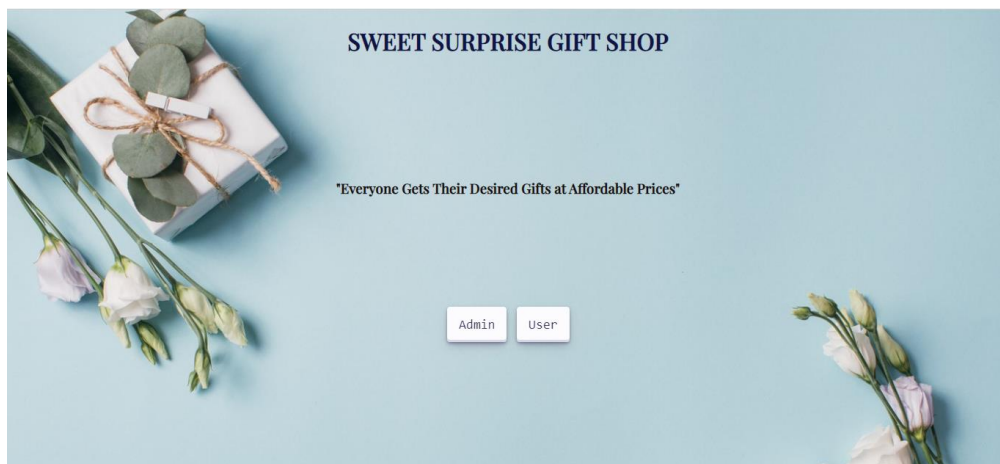 SWEET SURPRISE GIFT SHOP
"Everyone Gets Their Desired Gifts at Affordable Prices"
Admin User